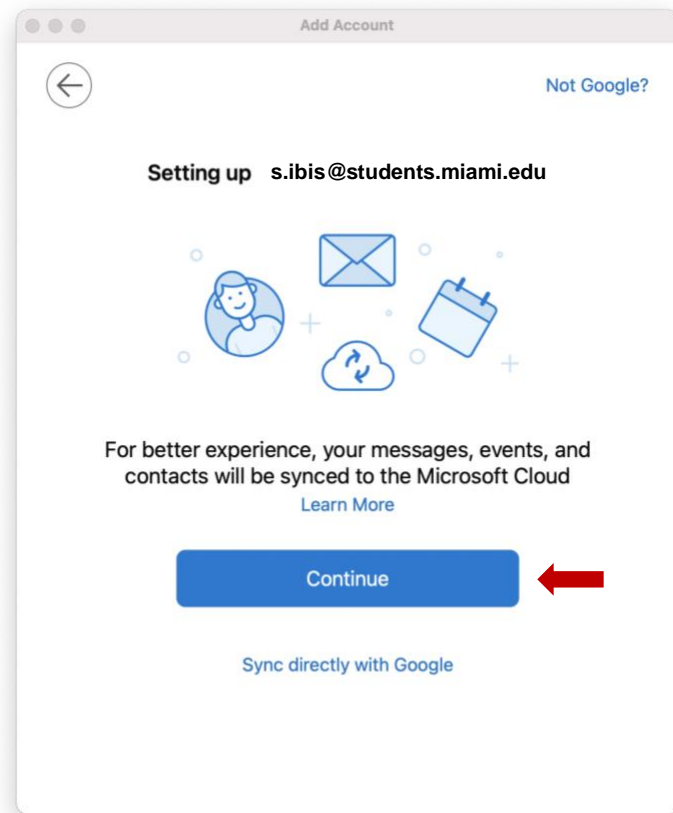 Add Account
Not Google?
Setting up s.ibis@students.miami.edu
For better experience, your messages, events, and
contacts will be synced to the Microsoft Cloud
Learn More
Continue
Sync directly with Google